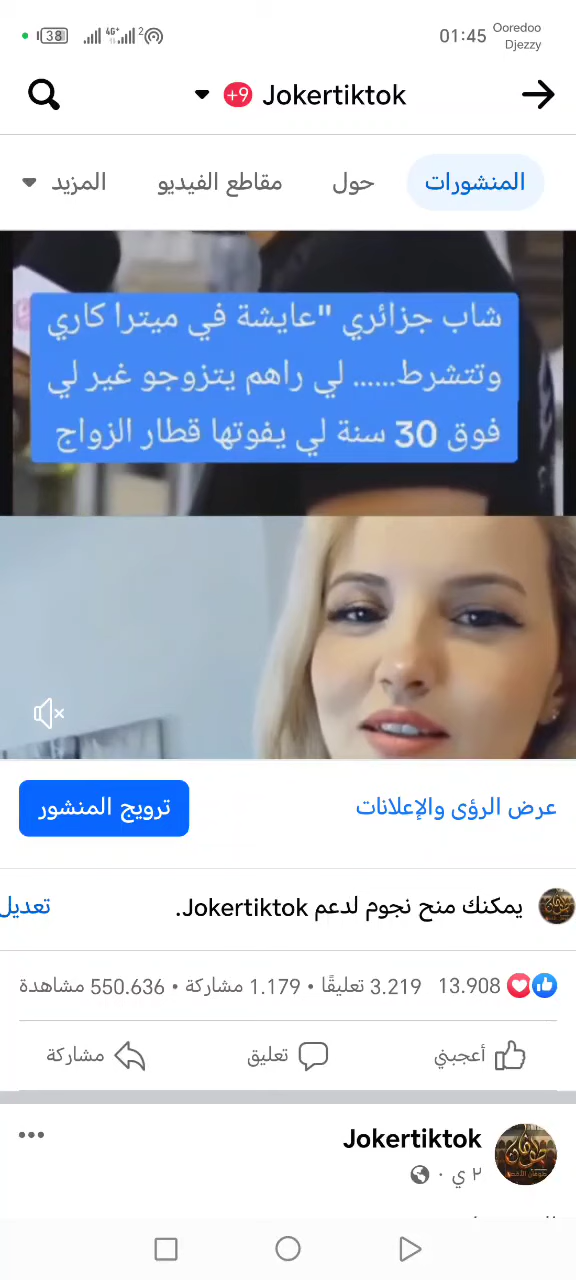 38
4G+
2
01:45
Ooredoo
Djezzy
+9 Jokertiktok
المنشورات
حول
مقاطع الفيديو
المزيد
شاب جزائري "عايشة في ميترا كاري
وتتشرط...... لي راهم يتزوجو غير لي
فوق 30 سنة لي يفوتها قطار الزواج
عرض الرؤى والإعلانات
ترويج المنشور
يمكنك منح نجوم لدعم Jokertiktok.
تعديل
13.908
3.219 تعليقًا • 1.179 مشاركة • 550.636 مشاهدة
أعجبني
تعليق
مشاركة
Jokertiktok
٢ ي ·